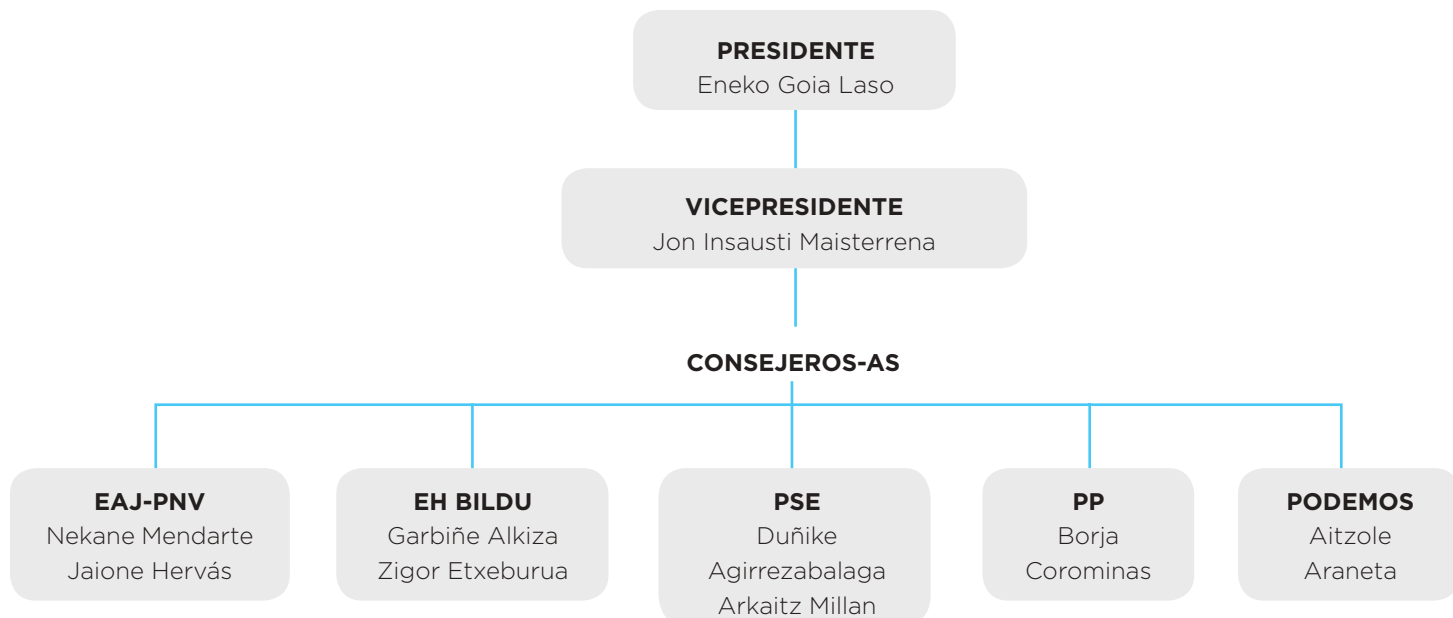 PRESIDENTE
Eneko Goia Laso
VICEPRESIDENTE
Jon Insausti Maisterrena
CONSEJEROS-AS
EAJ-PNV
Nekane Mendarte
Jaione Hervás
EH BILDU
Garbiñe Alkiza
Zigor Etxeburua
PSE
Duñike
Agirrezabalaga
Arkaitz Millan
PP
Borja
Corominas
PODEMOS
Aitzole
Araneta